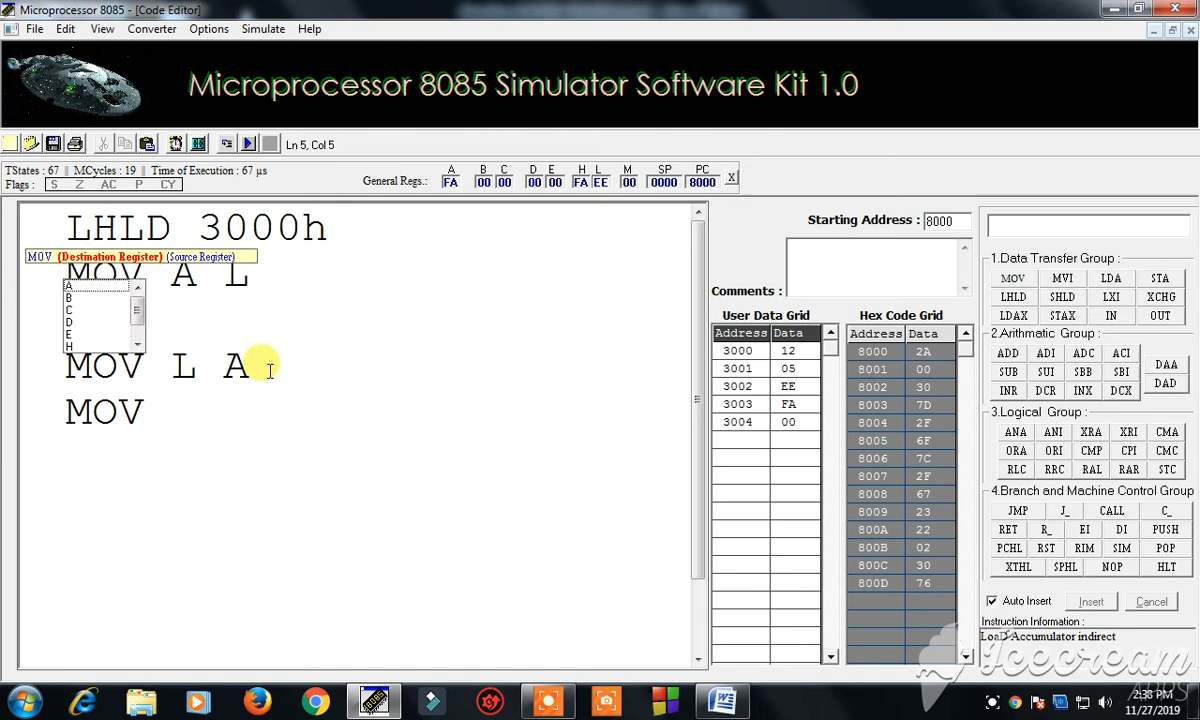 Microprocessor 8085 - [Code Editor]
File Edit View Converter Options Simulate Help
Microprocessor 8085 Simulator Software Kit 1.0
Ln 5, Col 5
TStates : 67 || MCycles : 19 || Time of Execution : 67 µs
Flags : S Z AC P CY
General Regs.: A B C D E H L M SP PC X
FA 00 00 00 00 FA EE 00 0000 8000
LHLD 3000h
MOV (Destination Register) (Source Register)
MOV A L
A
B
C
D
E
H
MOV L A
MOV
Starting Address : 8000
Comments :
User Data Grid
Address Data
3000 12
3001 05
3002 EE
3003 FA
3004 00
Hex Code Grid
Address Data
8000 2A
8001 00
8002 30
8003 7D
8004 2F
8005 6F
8006 7C
8007 2F
8008 67
8009 23
800A 22
800B 02
800C 30
800D 76
1.Data Transfer Group :
MOV MVI LDA STA
LHLD SHLD LXI XCHG
LDAX STAX IN OUT
2.Arithmatic Group :
ADD ADI ADC ACI
SUB SUI SBB SBI
INR DCR INX DCX
DAA
DAD
3.Logical Group :
ANA ANI XRA XRI CMA
ORA ORI CMP CPI CMC
RLC RRC RAL RAR STC
4.Branch and Machine Control Group
JMP J_ CALL C_
RET R_ EI DI PUSH
PCHL RST RIM SIM POP
XTHL SPHL NOP HLT
Auto Insert Insert Cancel
Instruction Information :
LoaD Accumulator indirect
Icecream
APPS
2:38 PM
11/27/2019